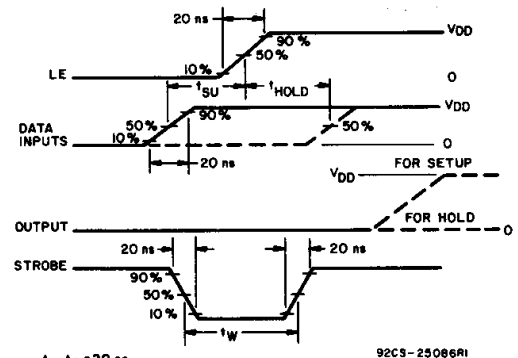 20 ns
VDD
90%
50%
LE
10%
tSU
tHOLD
0
VDD
90%
DATA
INPUTS
50%
10%
50%
0
20 ns
VDD
FOR SETUP
FOR HOLD
OUTPUT
0
20 ns
20 ns
STROBE
90%
50%
10%
tW
92CS-25086R1